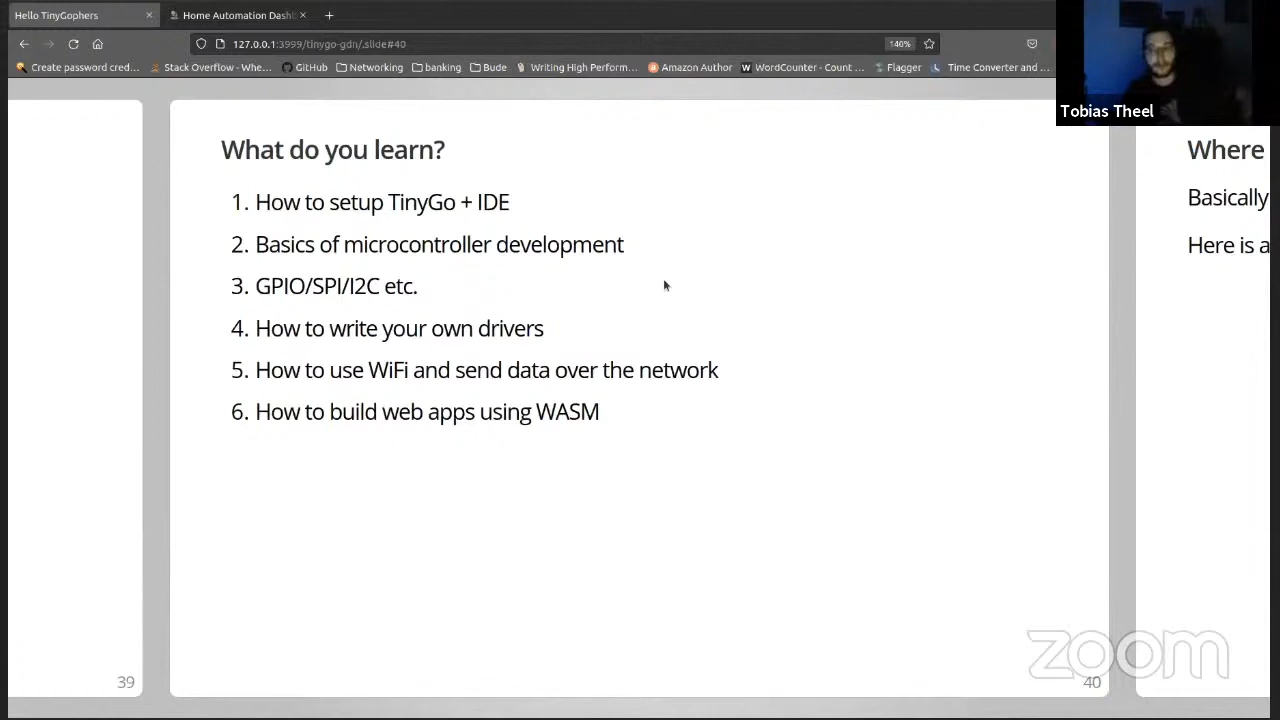 Hello TinyGophers
Home Automation Dashb
127.0.0.1:3999/tinygo-gdn/.slide#40
140%
Create password cred...
Stack Overflow - Whe...
GitHub
Networking
banking
Bude
Writing High Perform...
Amazon Author
WordCounter - Count ...
Flagger
Time Converter and ...
Tobias Theel
What do you learn?
1. How to setup TinyGo + IDE
2. Basics of microcontroller development
3. GPIO/SPI/I2C etc.
4. How to write your own drivers
5. How to use WiFi and send data over the network
6. How to build web apps using WASM
Where
Basically
Here is a
zoom
39
40